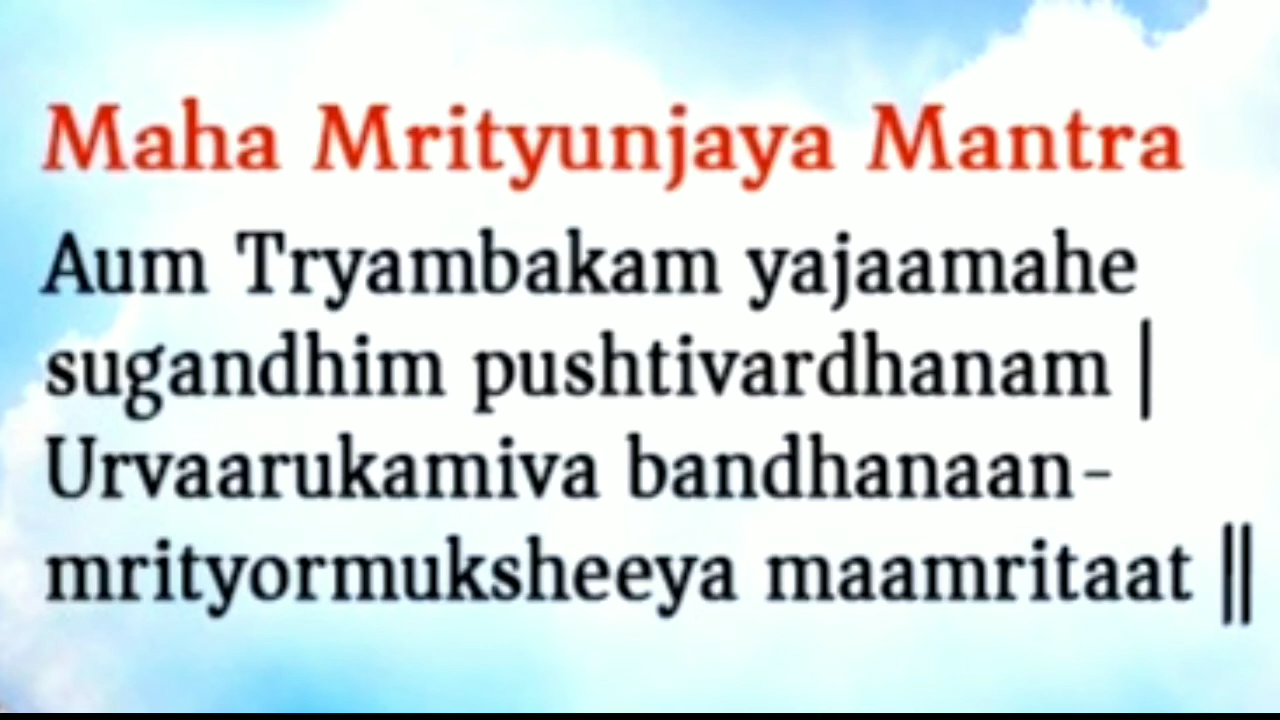 Maha Mrityunjaya Mantra
Aum Tryambakam yajaamahe
sugandhim pushtivardhanam |
Urvaarukamiva bandhanaan-
mrityormuksheeya maamritaat ||